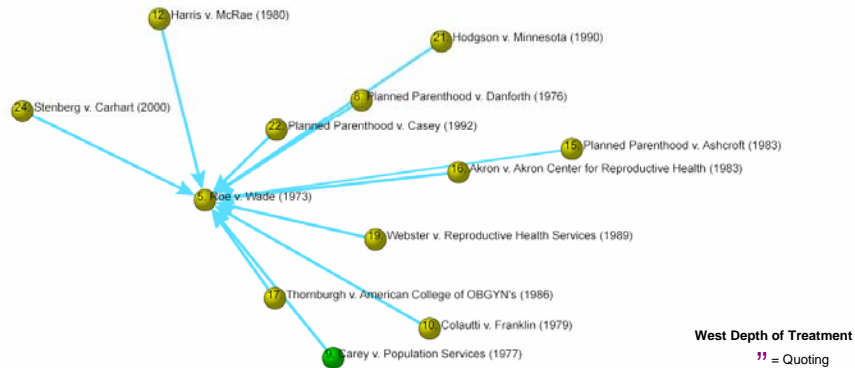 12. Harris v. McRae (1980)
21. Hodgson v. Minnesota (1990)
8. Planned Parenthood v. Danforth (1976)
24. Stenberg v. Carhart (2000)
22. Planned Parenthood v. Casey (1992)
15. Planned Parenthood v. Ashcroft (1983)
16. Akron v. Akron Center for Reproductive Health (1983)
5. Roe v. Wade (1973)
19. Webster v. Reproductive Health Services (1989)
17. Thornburgh v. American College of OBGYN's (1986)
10. Colautti v. Franklin (1979)
West Depth of Treatment
9. Carey v. Population Services (1977)
" = Quoting